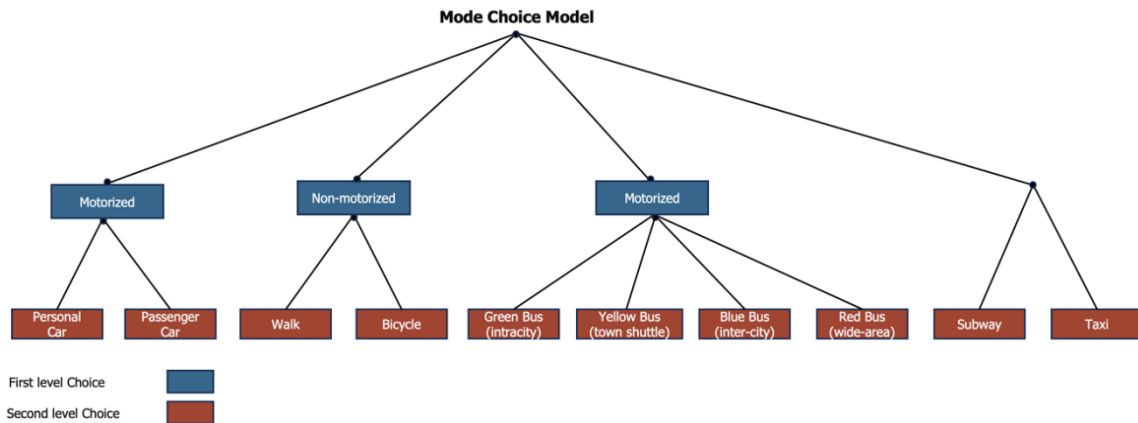 Mode Choice Model
Motorized
Non-motorized
Motorized
Personal
Car
Passenger
Car
Walk
Bicycle
Green Bus
(intracity)
Yellow Bus
(town shuttle)
Blue Bus
(inter-city)
Red Bus
(wide-area)
Subway
Taxi
First level Choice
Second level Choice